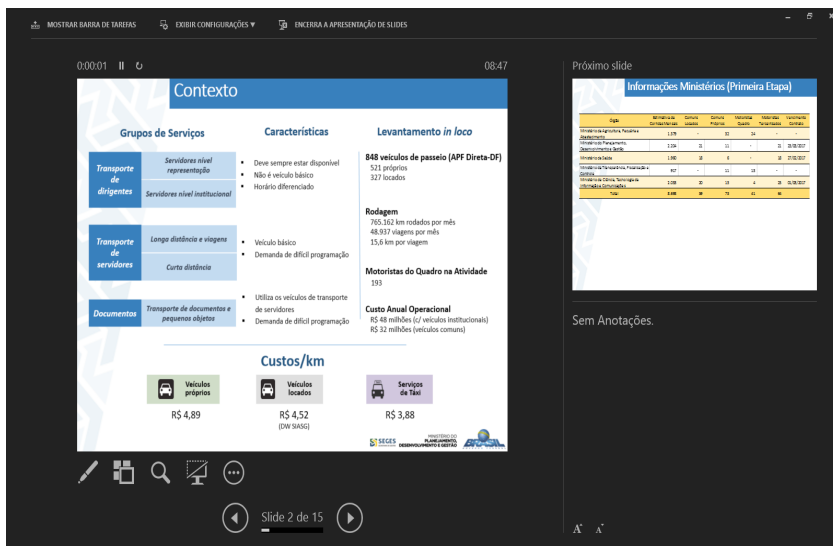 MOSTRAR BARRA DE TAREFAS
EXIBIR CONFIGURAÇÕES ▼
ENCERRA A APRESENTAÇÃO DE SLIDES
0:00:01
08:47
Contexto
Grupos de Serviços
Características
Levantamento in loco
Transporte de dirigentes
Servidores nível representação
Servidores nível institucional
▪ Deve sempre estar disponível
▪ Não é veículo básico
▪ Horário diferenciado
848 veículos de passeio (APF Direta-DF)
521 próprios
327 locados
Rodagem
765.162 km rodados por mês
48.937 viagens por mês
15,6 km por viagem
Transporte de servidores
Longa distância e viagens
Curta distância
▪ Veículo básico
▪ Demanda de difícil programação
Motoristas do Quadro na Atividade
193
Documentos
Transporte de documentos e
pequenos objetos
▪ Utiliza os veículos de transporte
de servidores
▪ Demanda de difícil programação
Custo Anual Operacional
R$ 48 milhões (c/ veículos institucionais)
R$ 32 milhões (veículos comuns)
Custos/km
Veículos
próprios
Veículos
locados
Serviços
de Táxi
R$ 4,89
R$ 4,52
(DW SIASG)
R$ 3,88
SEGES
MINISTÉRIO DO
PLANEJAMENTO,
DESENVOLVIMENTO E GESTÃO
BRASIL
Slide 2 de 15
Próximo slide
Informações Ministérios (Primeira Etapa)
Órgão
Ministério da Saúde
Total
Sem Anotações.
A A